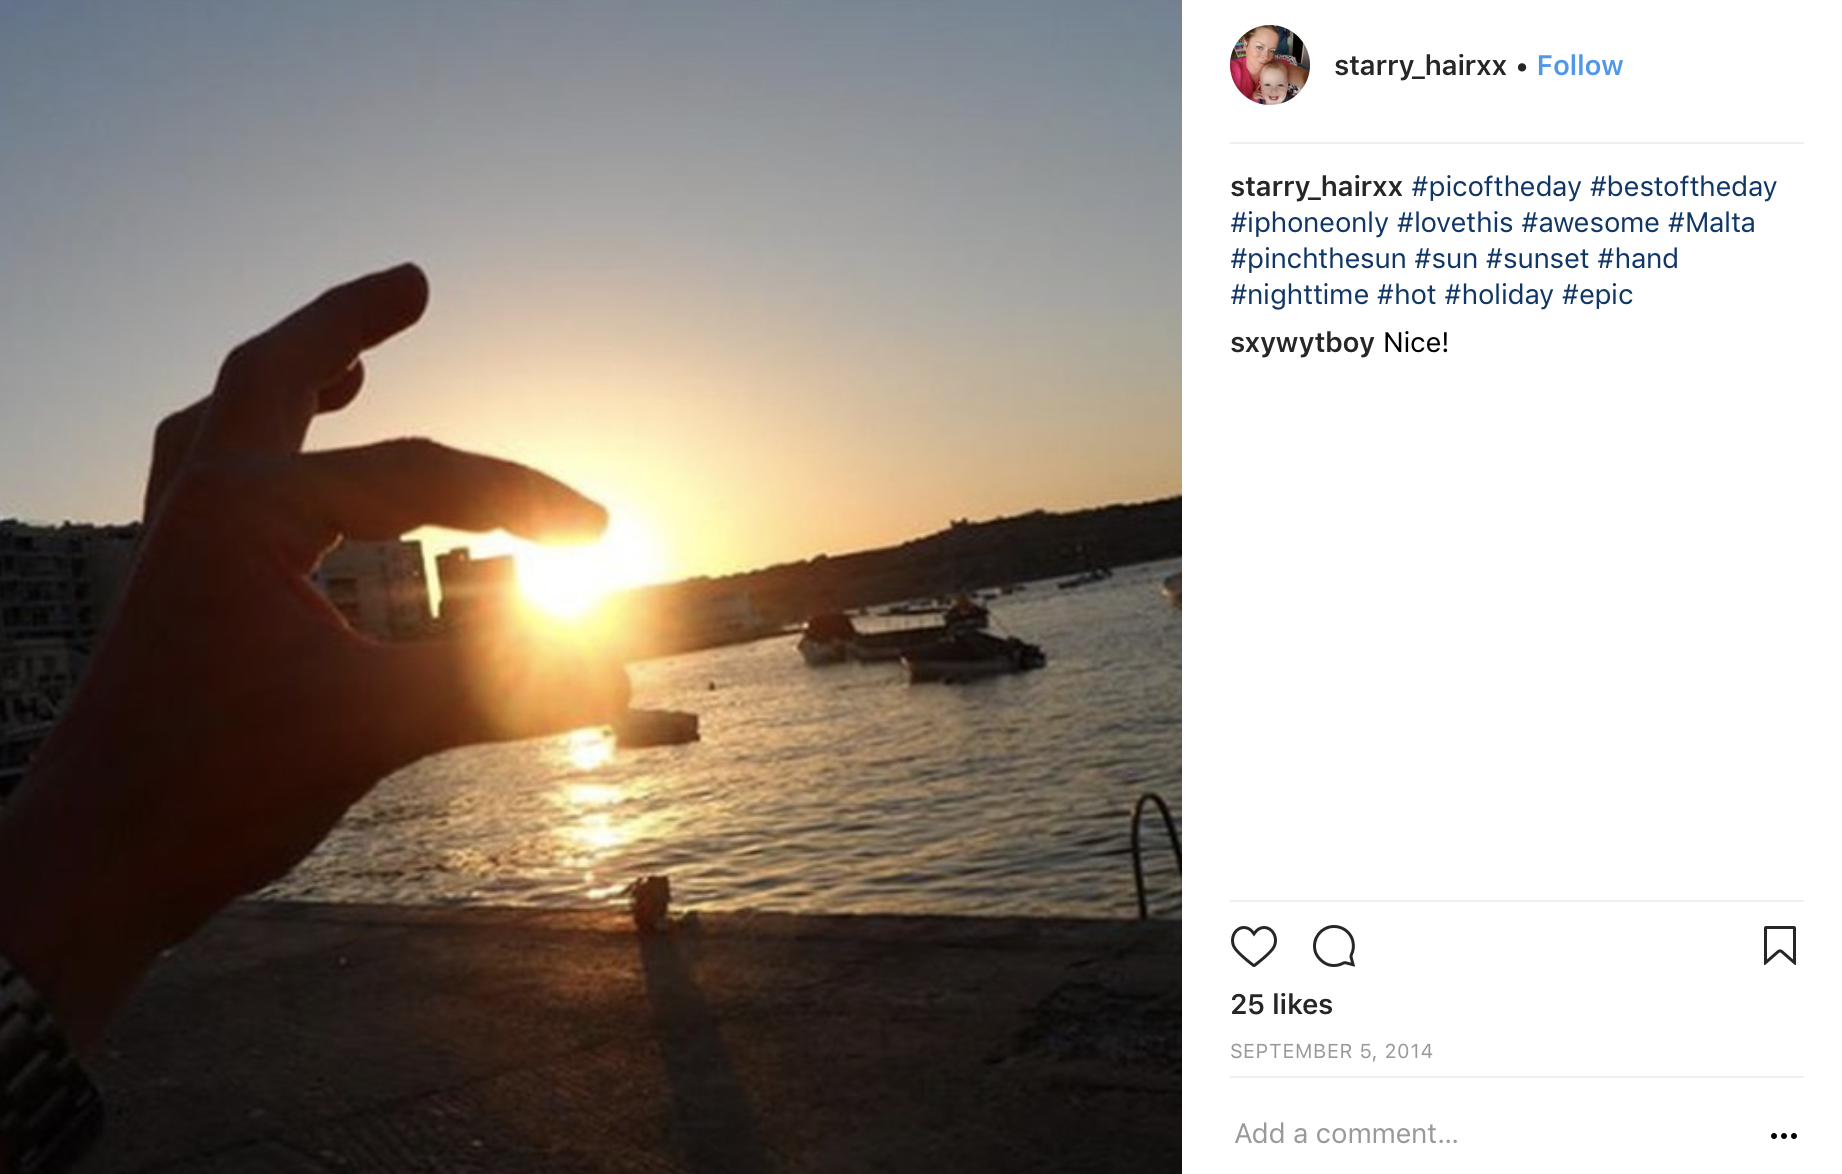 starry_hairxx • Follow
starry_hairxx #picoftheday #bestoftheday
#iphoneonly #lovethis #awesome #Malta
#pinchthesun #sun #sunset #hand
#nighttime #hot #holiday #epic
sxywytboy Nice!
25 likes
SEPTEMBER 5, 2014
Add a comment...